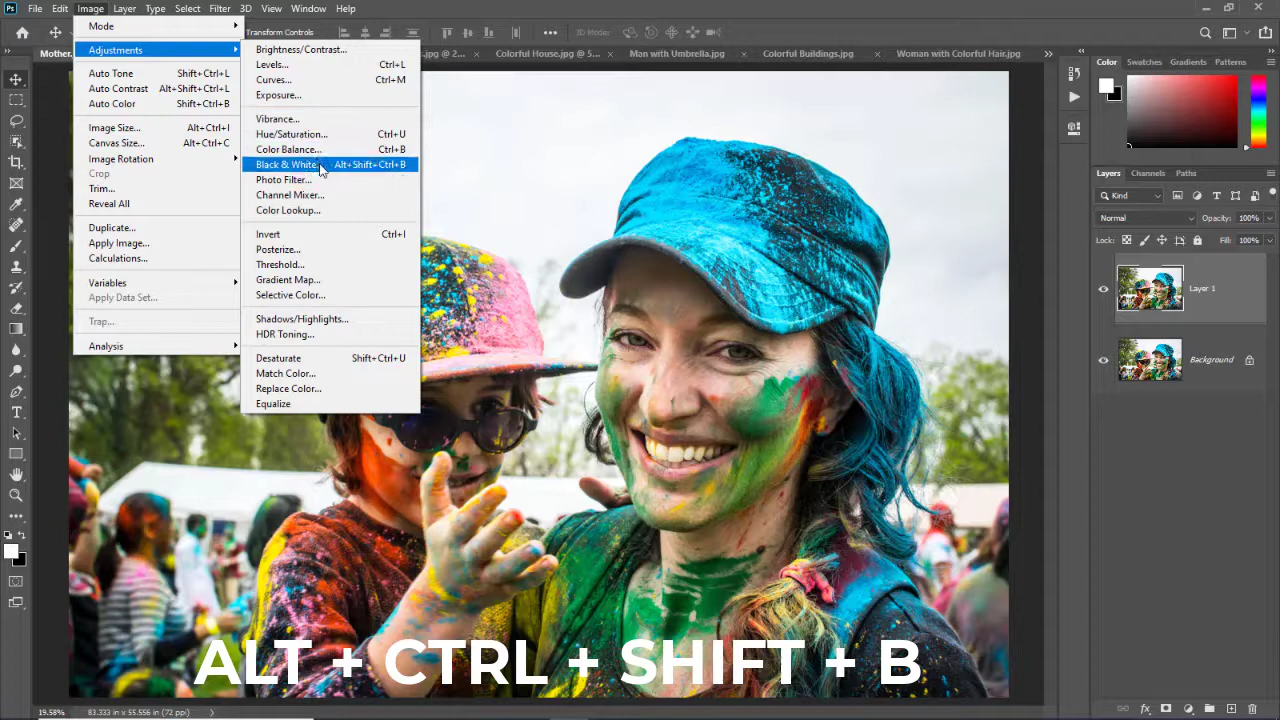 Ps File Edit Image Layer Type Select Filter 3D View Plugins Window Help
Transform Controls
3D Mode:
Mother.
.jpg @ 2...
Colorful House.jpg @ 5...
Man with Umbrella.jpg
Colorful Buildings.jpg
Woman with Colorful Hair.jpg
Mode
Adjustments
Auto Tone Shift+Ctrl+L
Auto Contrast Alt+Shift+Ctrl+L
Auto Color Shift+Ctrl+B
Image Size... Alt+Ctrl+I
Canvas Size... Alt+Ctrl+C
Image Rotation
Crop
Trim...
Reveal All
Duplicate...
Apply Image...
Calculations...
Variables
Apply Data Set...
Trap...
Analysis
Brightness/Contrast...
Levels... Ctrl+L
Curves... Ctrl+M
Exposure...
Vibrance...
Hue/Saturation... Ctrl+U
Color Balance... Ctrl+B
Black & White... Alt+Shift+Ctrl+B
Photo Filter...
Channel Mixer...
Color Lookup...
Invert Ctrl+I
Posterize...
Threshold...
Gradient Map...
Selective Color...
Shadows/Highlights...
HDR Toning...
Desaturate Shift+Ctrl+U
Match Color...
Replace Color...
Equalize
Color Swatches Gradients Patterns
Layers Channels Paths
Kind
Normal Opacity: 100%
Lock: Fill: 100%
Layer 1
Background
ALT + CTRL + SHIFT + B
19.58% 83.333 in x 55.556 in (72 ppi)